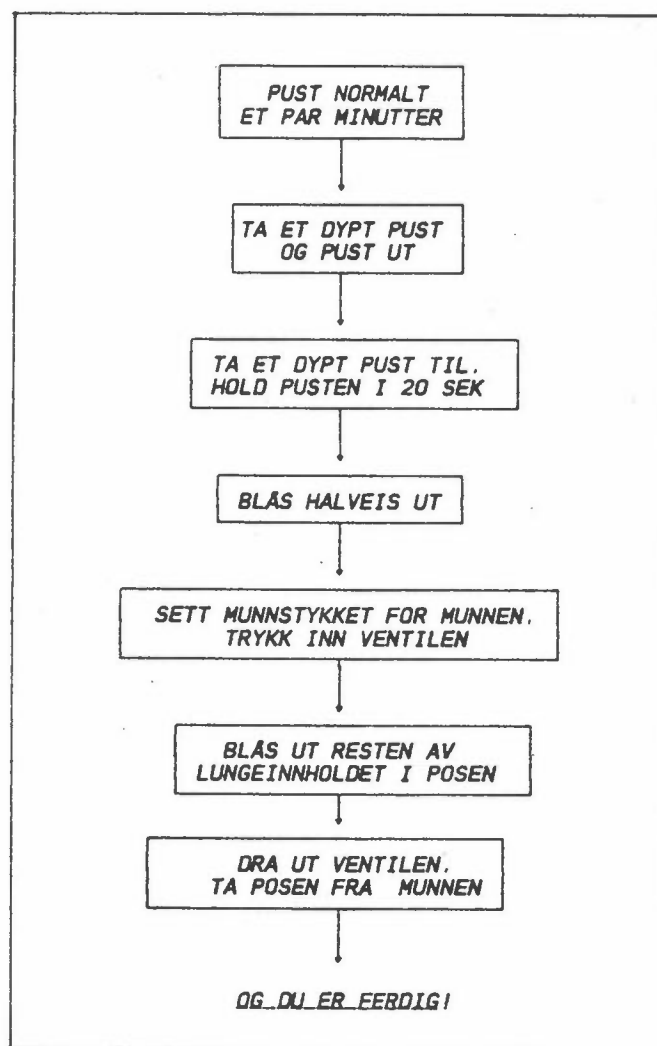 PUST NORMALT
ET PAR MINUTTER
TA ET DYPT PUST
OG PUST UT
TA ET DYPT PUST TIL.
HOLD PUSTEN I 20 SEK
BLÅS HALVEIS UT
SETT MUNNSTYKKET FOR MUNNEN.
TRYKK INN VENTILEN
BLÅS UT RESTEN AV
LUNGEINNHOLDET I POSEN
DRA UT VENTILEN.
TA POSEN FRA MUNNEN
OG DU ER FERDIG!